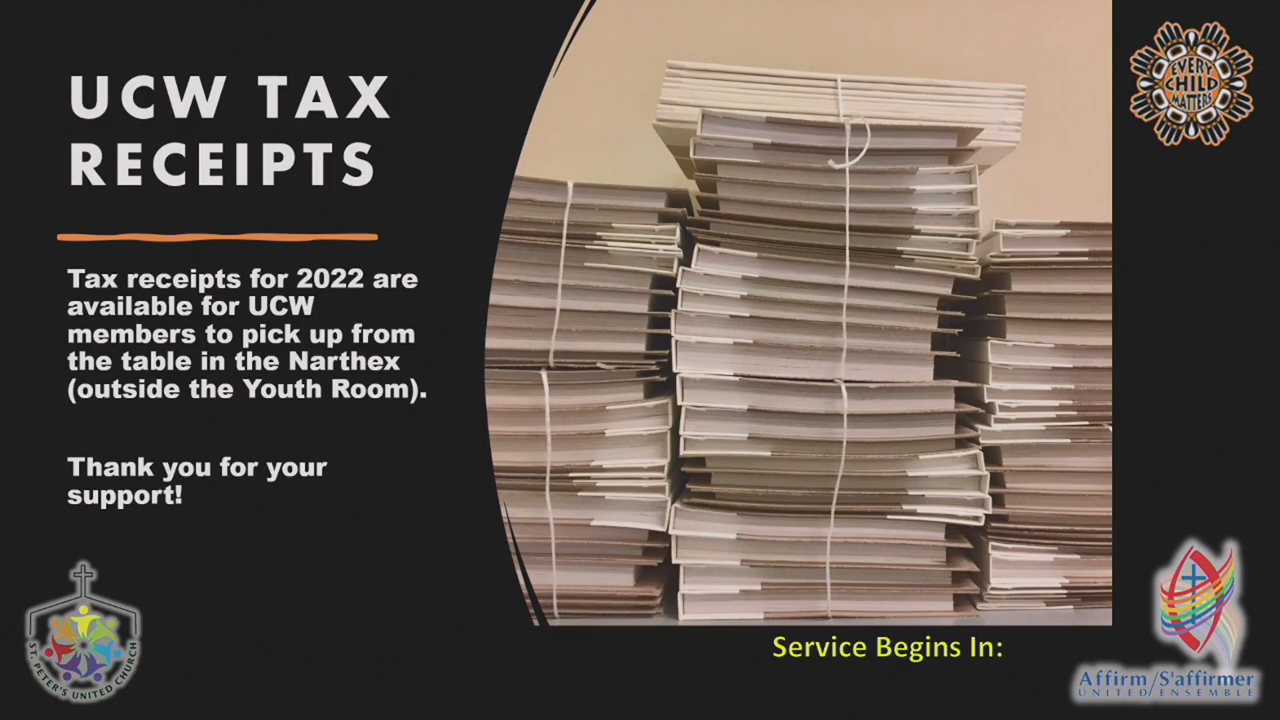 UCW TAX
RECEIPTS
Tax receipts for 2022 are
available for UCW
members to pick up from
the table in the Narthex
(outside the Youth Room).
Thank you for your
support!
EVERY
CHILD
MATTERS
ST. PETER'S UNITED CHURCH
Service Begins In:
Affirm/S'affirmer
UNITED/ENSEMBLE